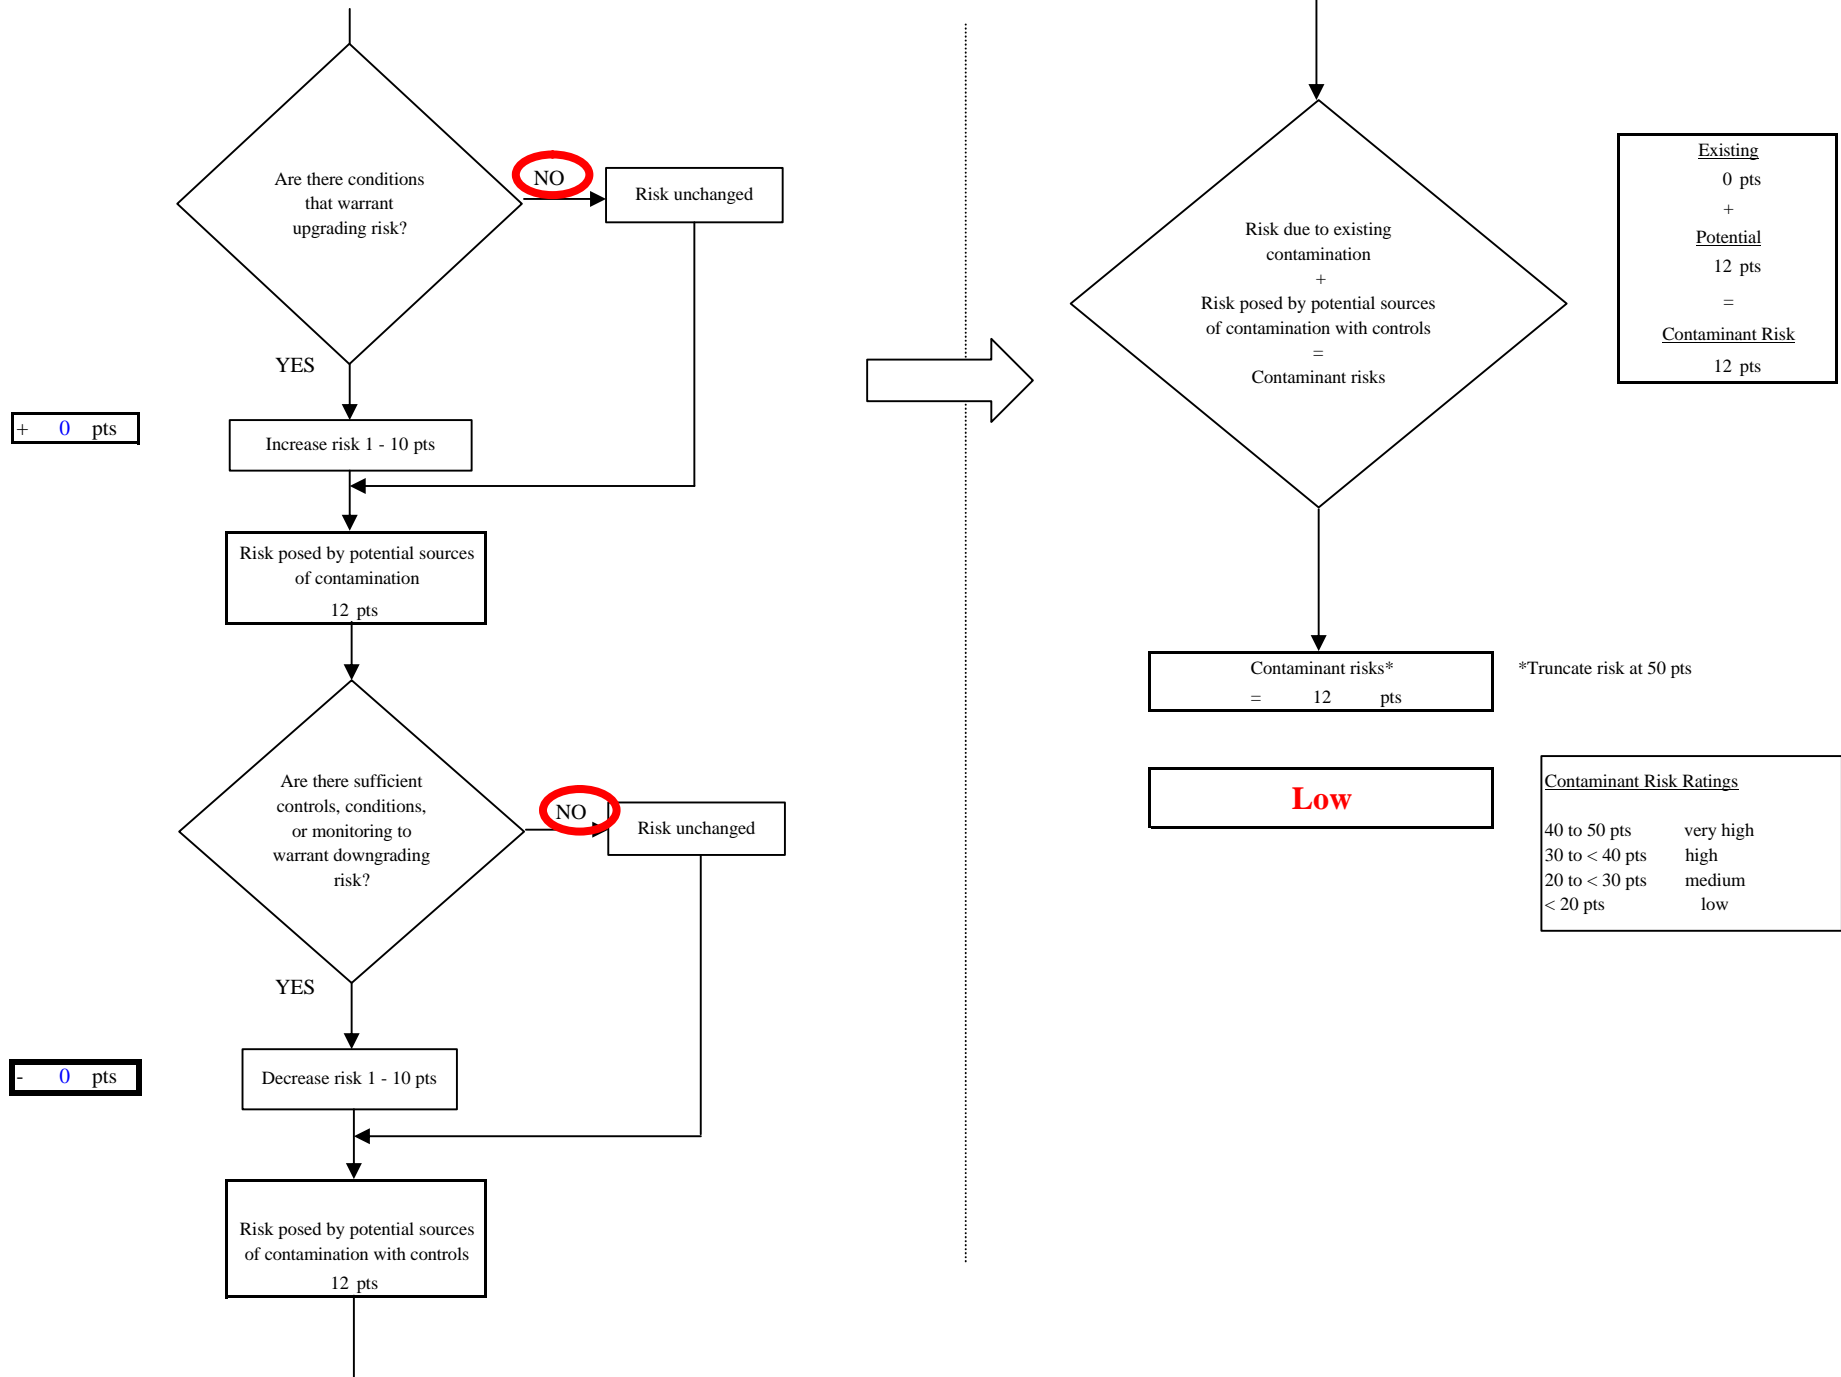 Are there conditions
that warrant
upgrading risk?
NO
Risk unchanged
YES
+ 0 pts
Increase risk 1 - 10 pts
Risk posed by potential sources
of contamination
12 pts
Are there sufficient
controls, conditions,
or monitoring to
warrant downgrading
risk?
NO
Risk unchanged
YES
- 0 pts
Decrease risk 1 - 10 pts
Risk posed by potential sources
of contamination with controls
12 pts
Risk due to existing
contamination
+
Risk posed by potential sources
of contamination with controls
=
Contaminant risks
Existing
0 pts
+
Potential
12 pts
=
Contaminant Risk
12 pts
Contaminant risks*
= 12 pts
*Truncate risk at 50 pts
Low
Contaminant Risk Ratings
40 to 50 pts very high
30 to < 40 pts high
20 to < 30 pts medium
< 20 pts low